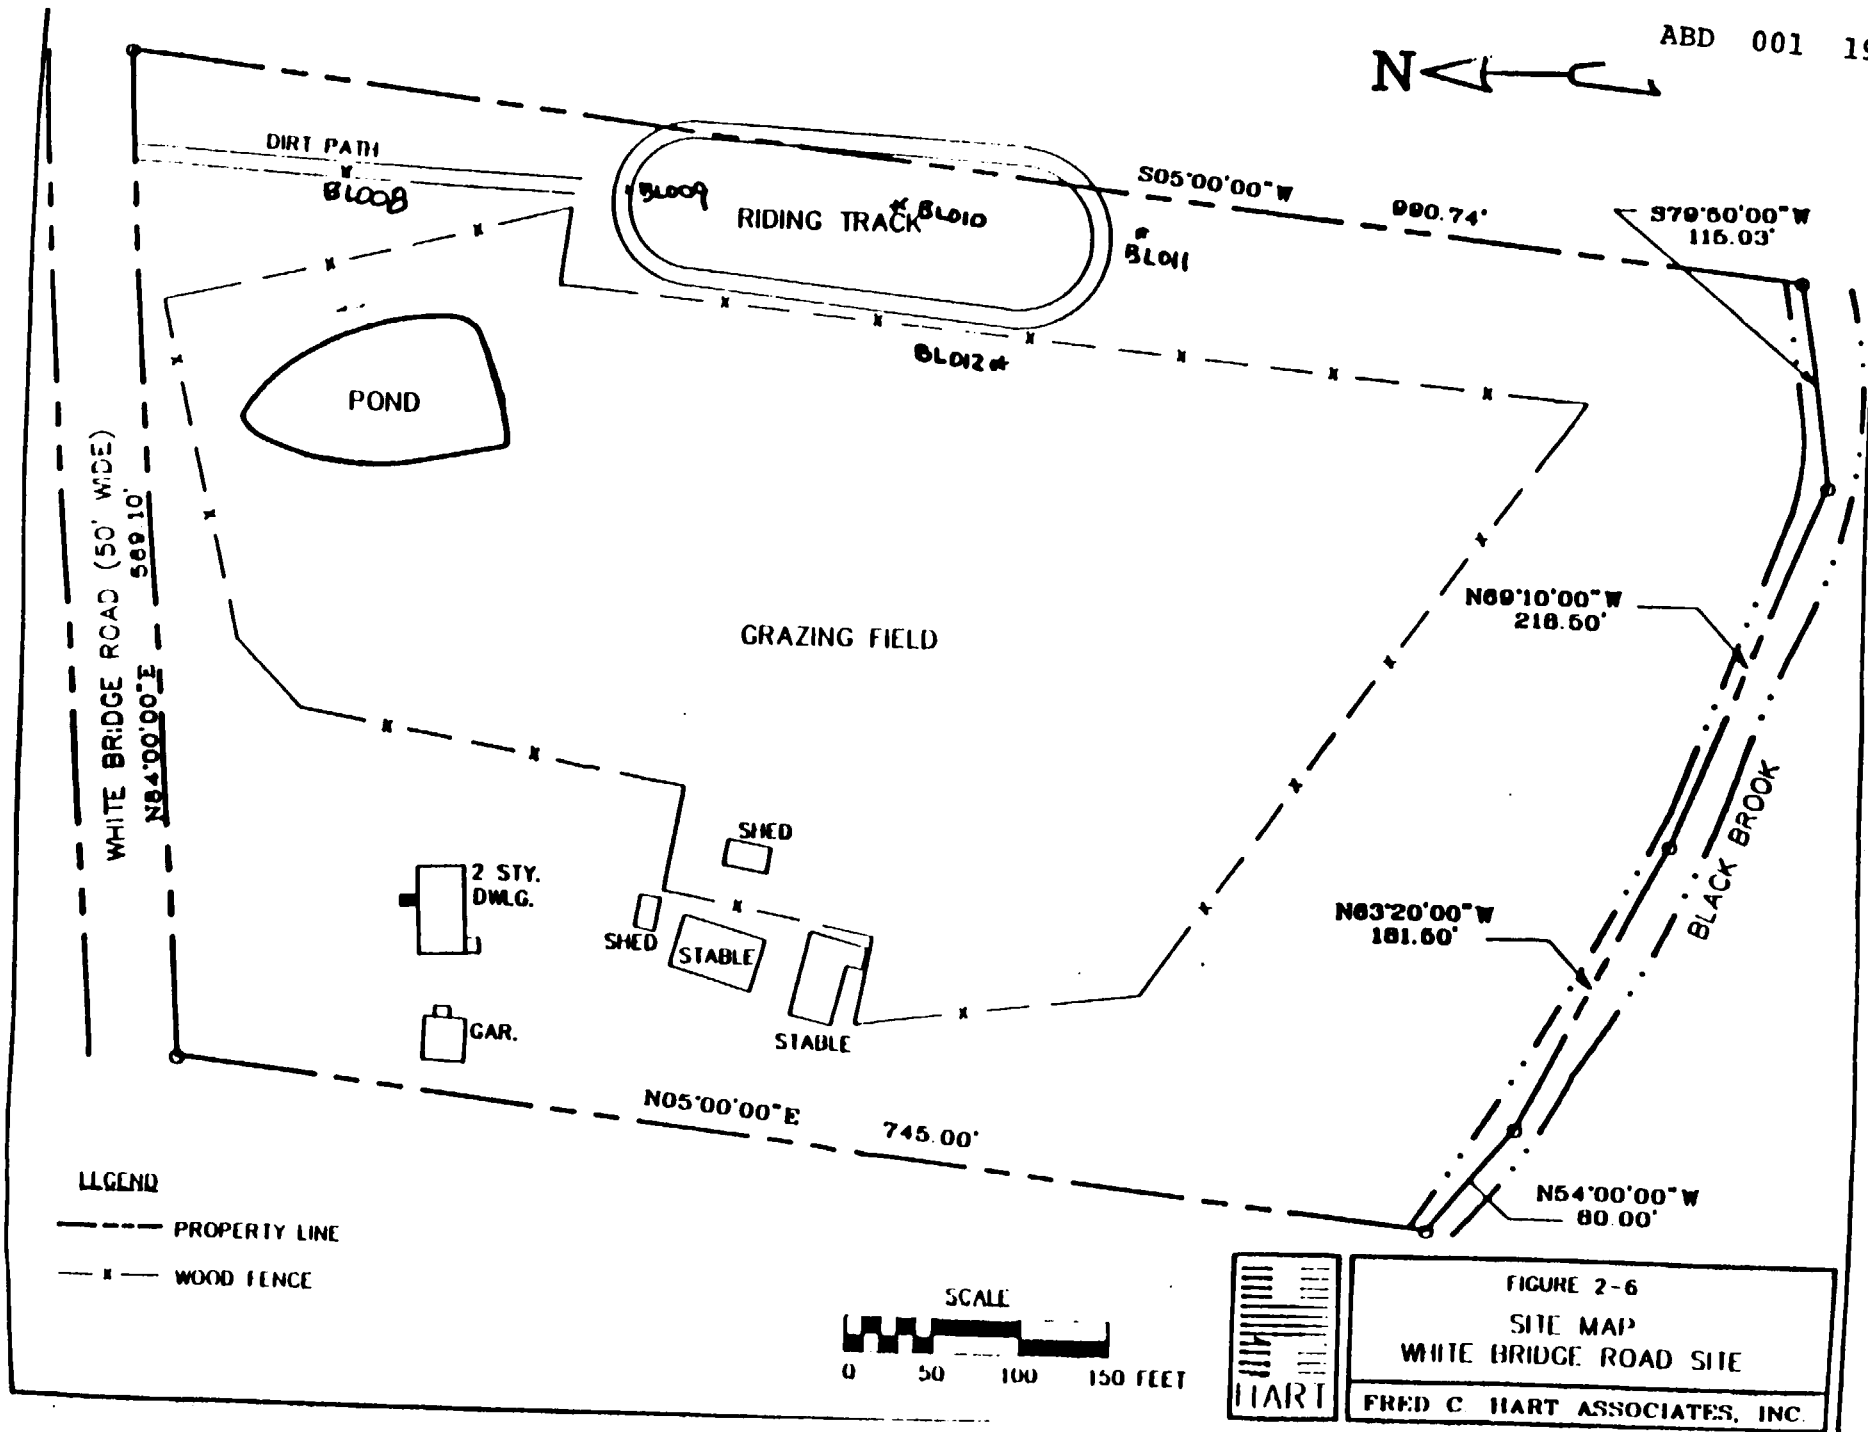 ABD 001 19
N
DIRT PATH
BL008
BL009
RIDING TRACK
BL010
BL011
BL012
S05°00'00"W
990.74'
S79°50'00"W
115.03'
POND
WHITE BRIDGE ROAD (50' WIDE)
569.10'
N84°00'00"E
GRAZING FIELD
N69°10'00"W
218.50'
BLACK BROOK
SHED
2 STY.
DWLG.
SHED
STABLE
STABLE
GAR.
N63°20'00"W
181.60'
N05°00'00"E
745.00'
N54°00'00"W
80.00'
LEGEND
PROPERTY LINE
WOOD FENCE
SCALE
0 50 100 150 FEET
HART
FIGURE 2-6
SITE MAP
WHITE BRIDGE ROAD SITE
FRED C. HART ASSOCIATES, INC.